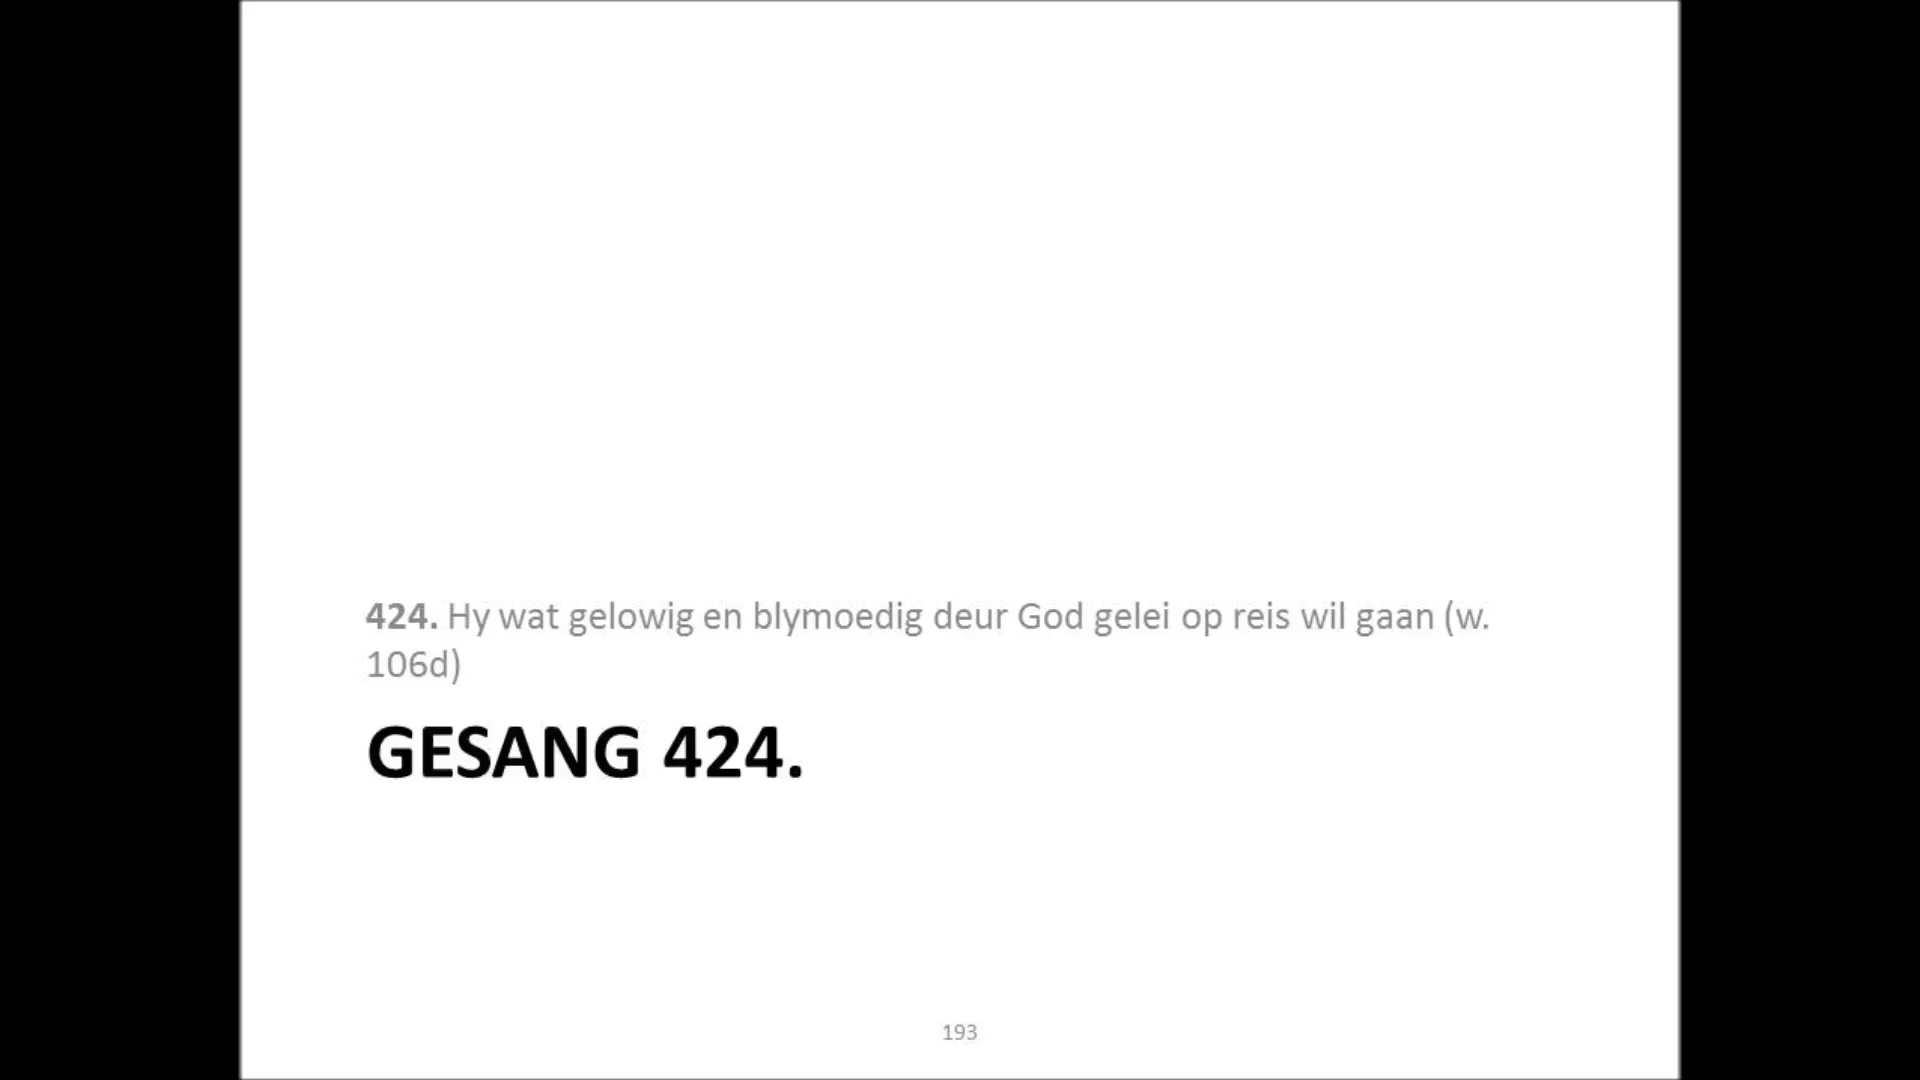 424. Hy wat gelowig en blymoedig deur God gelei op reis wil gaan (w.
106d)
GESANG 424.
193